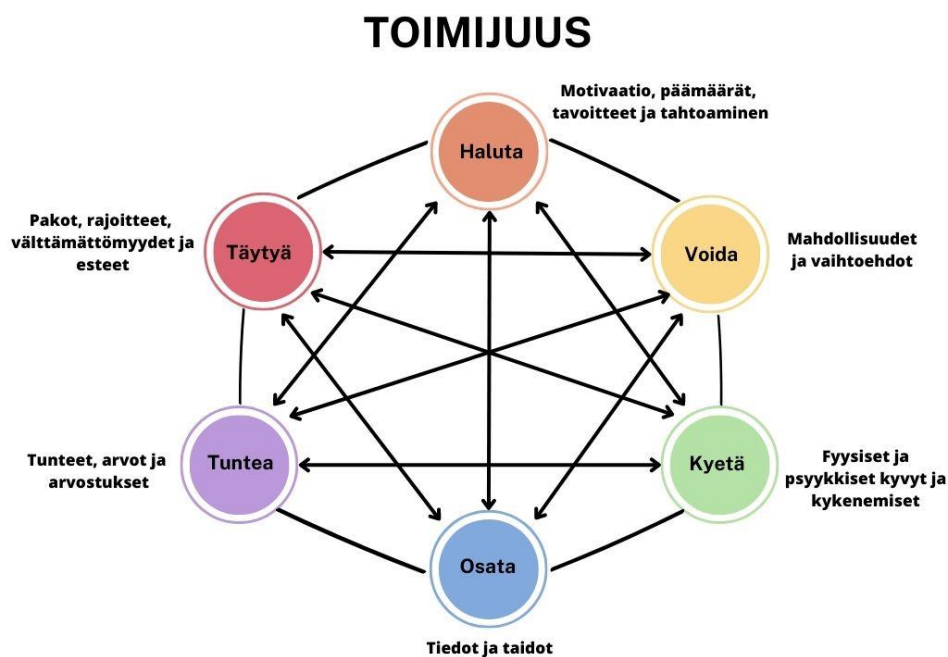 TOIMIJUUS
Haluta
Motivaatio, päämäärät,
tavoitteet ja tahtoaminen
Täytyä
Pakot, rajoitteet,
välttämättömyydet ja
esteet
Voida
Mahdollisuudet
ja vaihtoehdot
Tuntea
Tunteet, arvot ja
arvostukset
Kyetä
Fyysiset ja
psyykkiset kyvyt ja
kykenemiset
Osata
Tiedot ja taidot